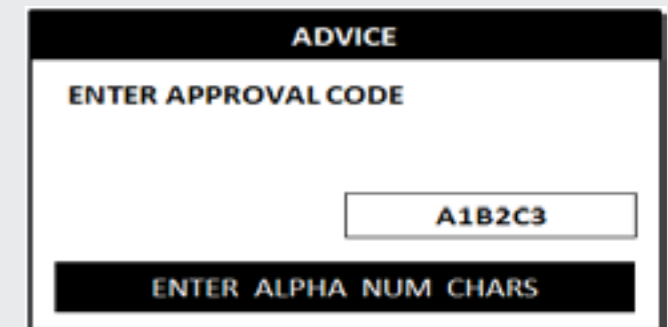 ADVICE
ENTER APPROVAL CODE
A1B2C3
ENTER ALPHA NUM CHARS